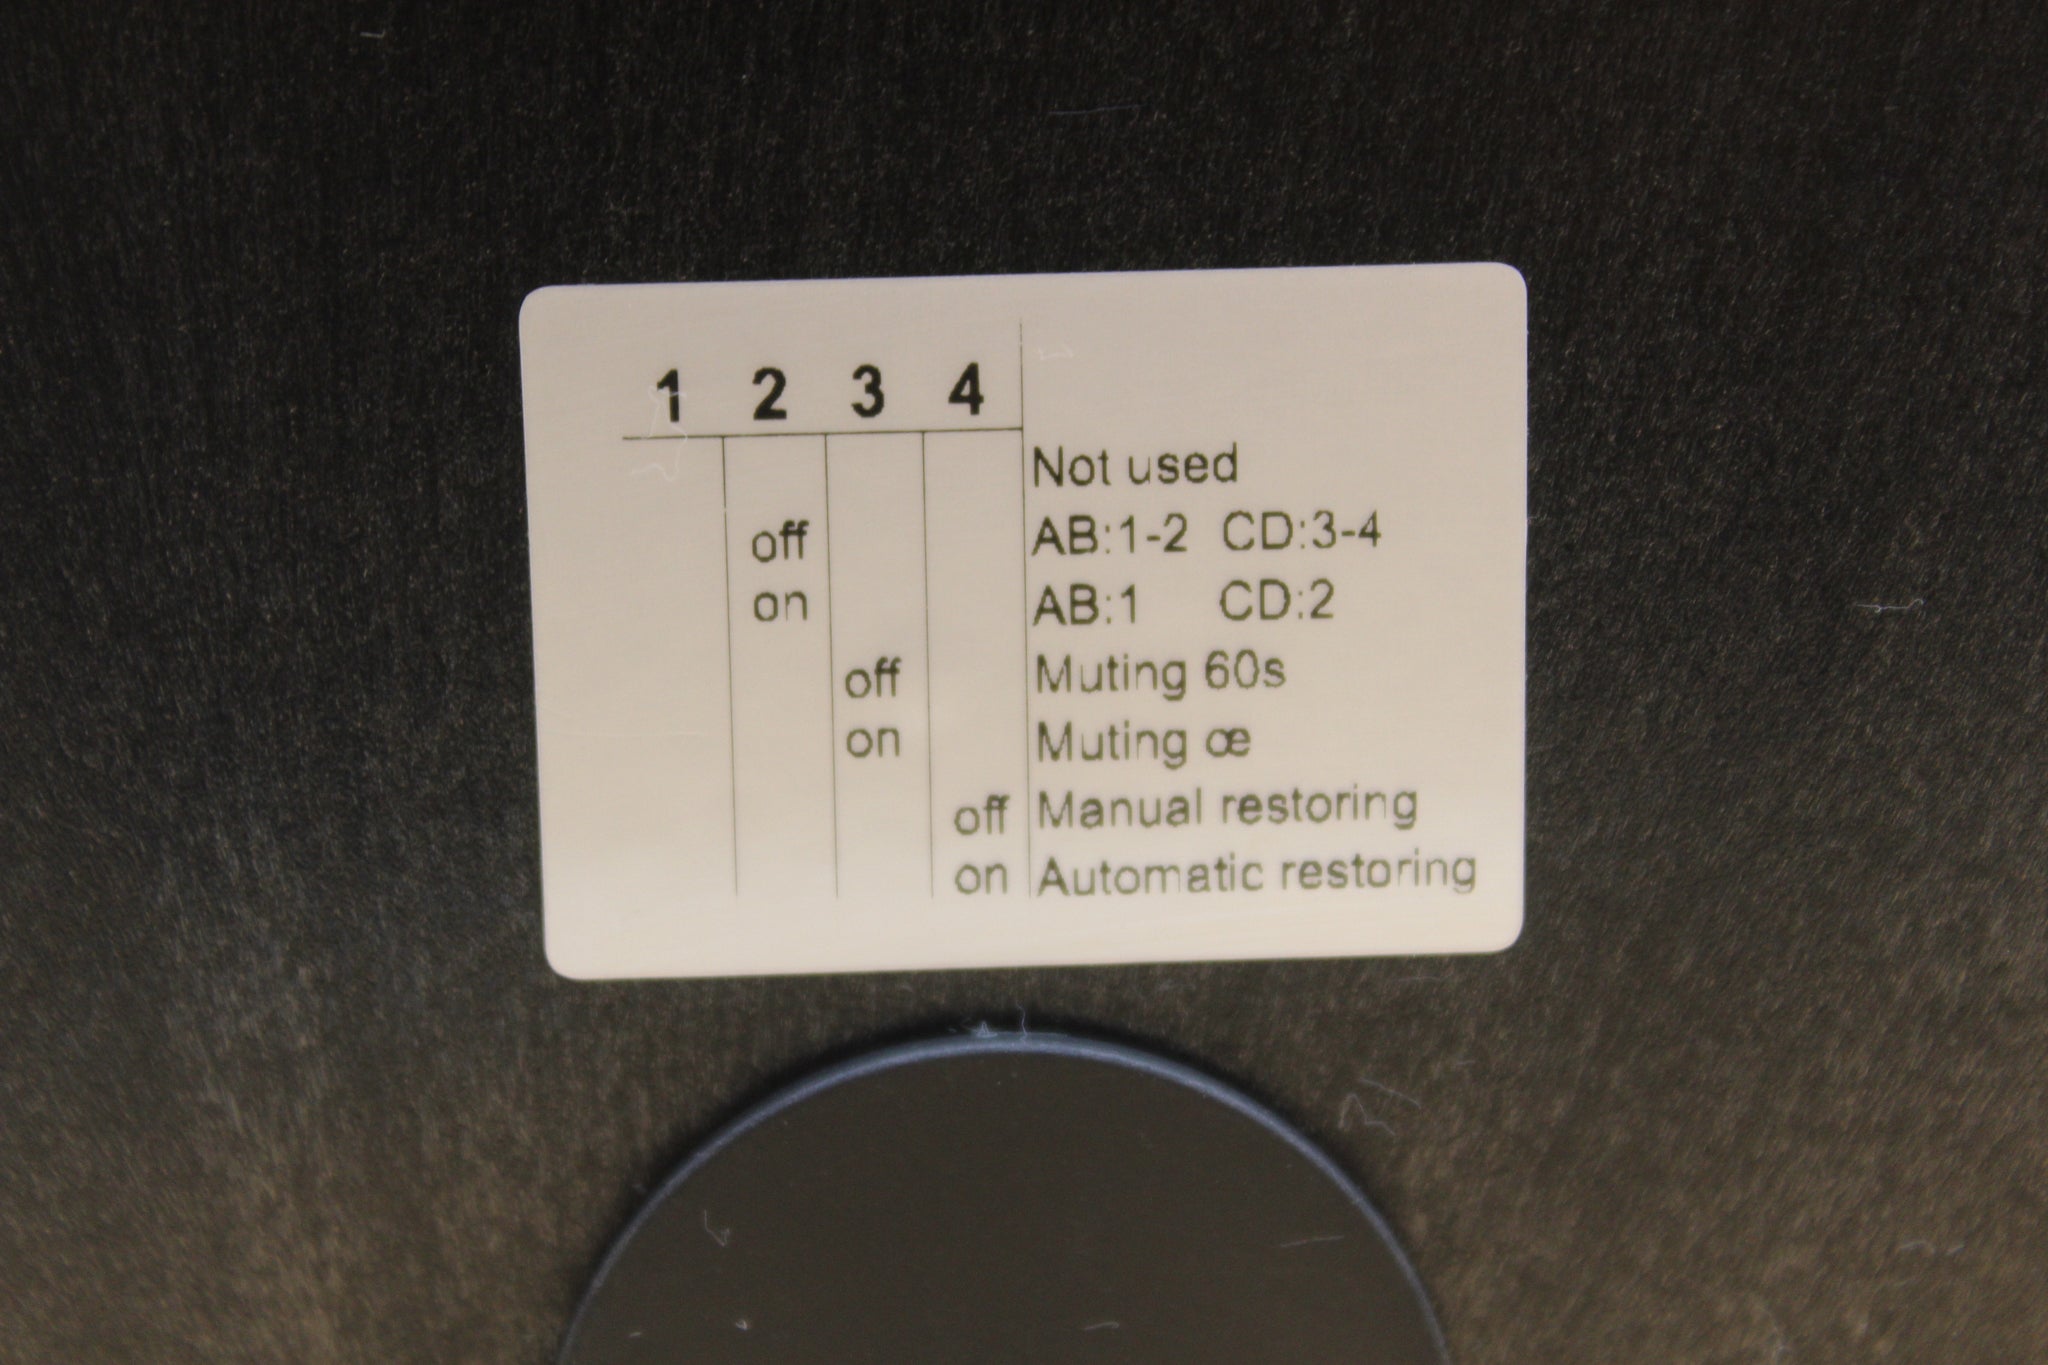 1 2 3 4
Not used
off AB:1-2 CD:3-4
on AB:1 CD:2
off Muting 60s
on Muting œ
off Manual restoring
on Automatic restoring